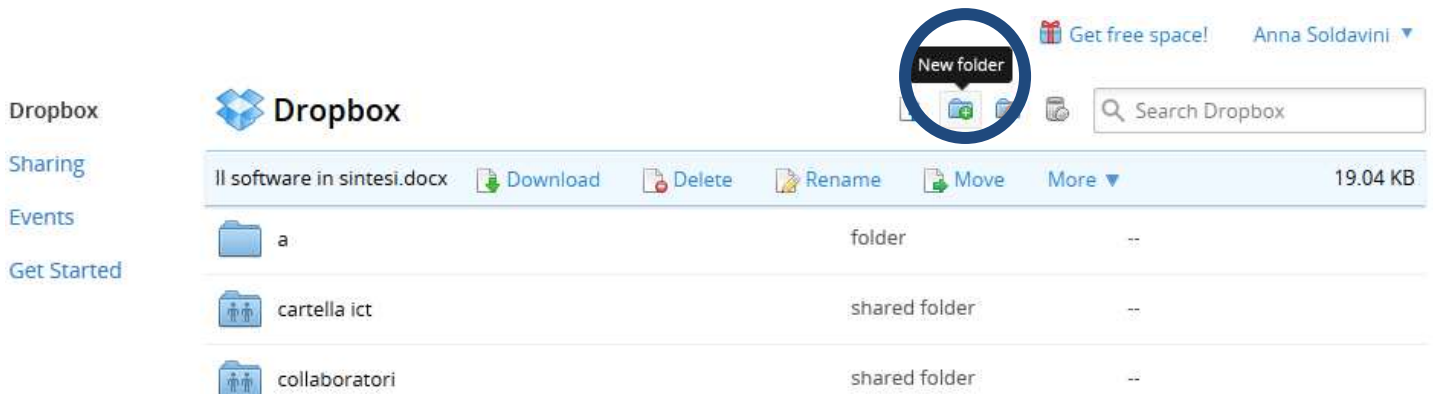 Get free space! Anna Soldavini ▼
New folder
Dropbox
Dropbox
Search Dropbox
Sharing
Il software in sintesi.docx Download Delete Rename Move More ▼ 19.04 KB
Events
a folder --
Get Started
cartella ict shared folder --
collaboratori shared folder --